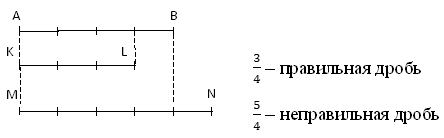 A B
K L
M N
3/4 – правильная дробь
5/4 – неправильная дробь